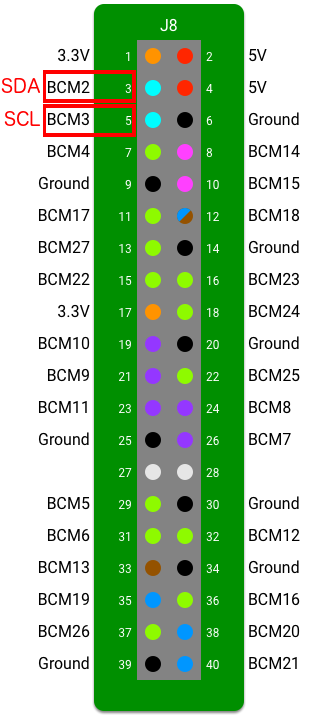 J8
3.3V 1 2 5V
SDA BCM2 3 4 5V
SCL BCM3 5 6 Ground
BCM4 7 8 BCM14
Ground 9 10 BCM15
BCM17 11 12 BCM18
BCM27 13 14 Ground
BCM22 15 16 BCM23
3.3V 17 18 BCM24
BCM10 19 20 Ground
BCM9 21 22 BCM25
BCM11 23 24 BCM8
Ground 25 26 BCM7
27 28
BCM5 29 30 Ground
BCM6 31 32 BCM12
BCM13 33 34 Ground
BCM19 35 36 BCM16
BCM26 37 38 BCM20
Ground 39 40 BCM21